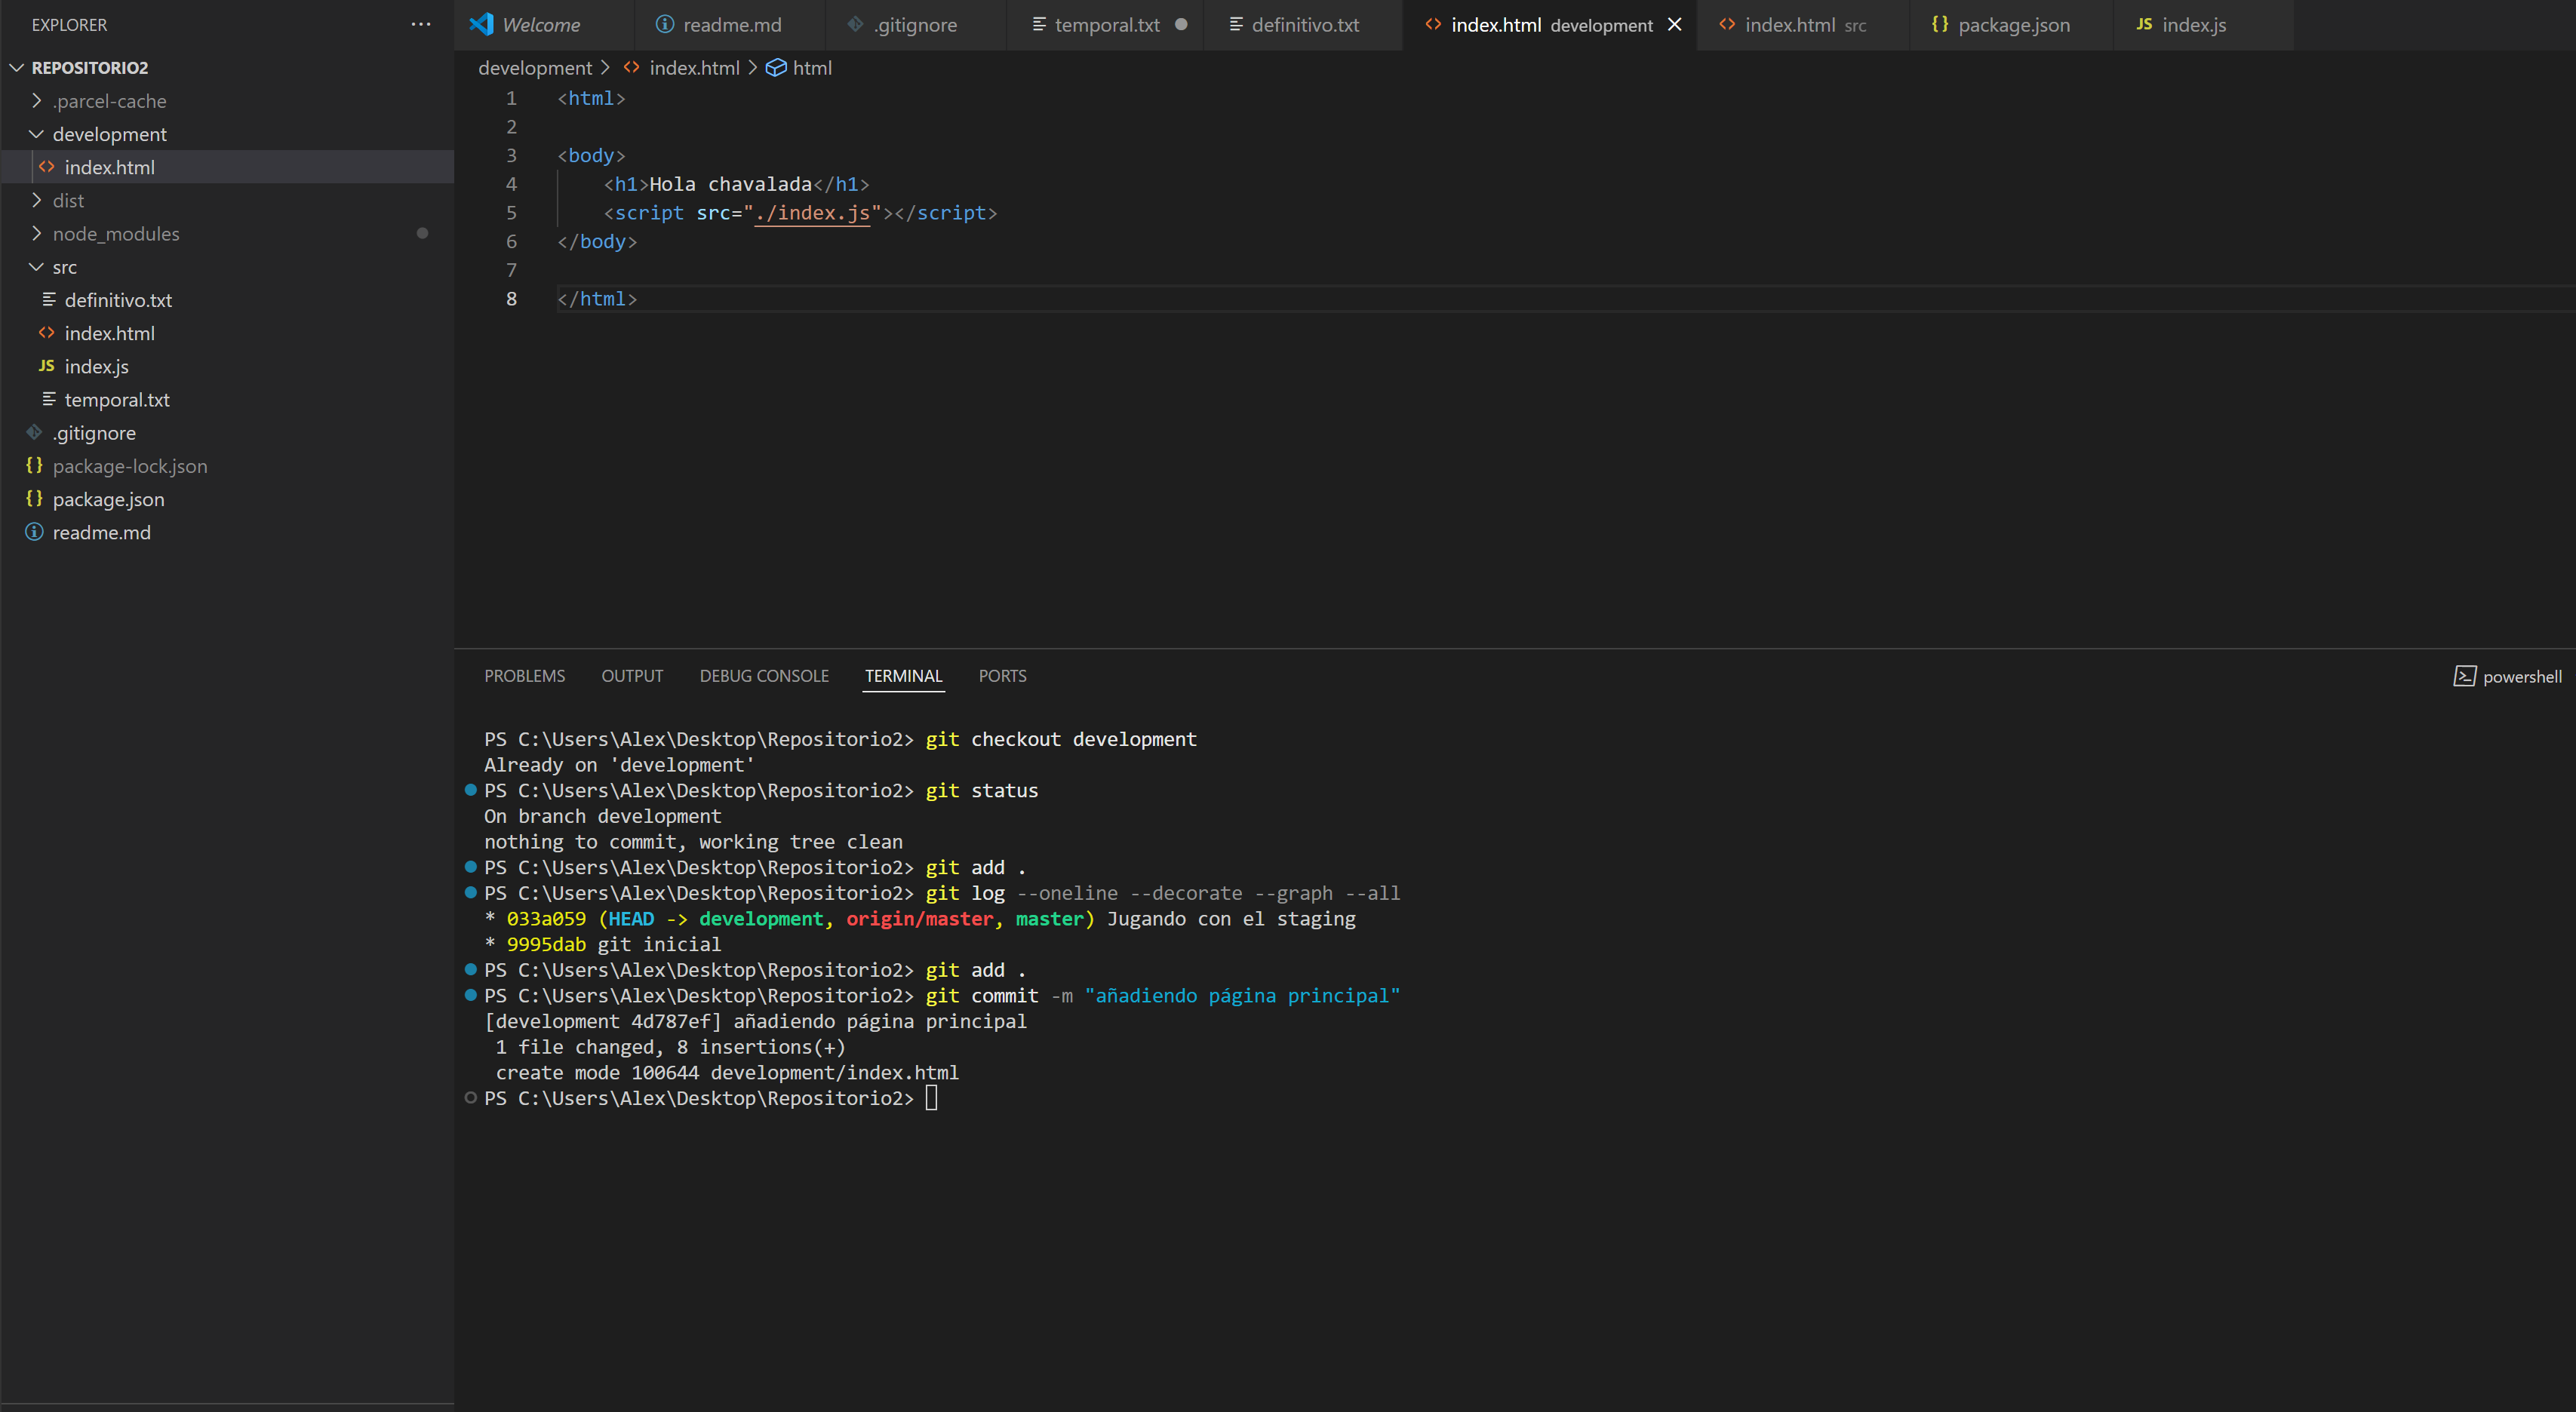 EXPLORER
REPOSITORIO2
.parcel-cache
development
index.html
dist
node_modules
src
definitivo.txt
index.html
JS index.js
temporal.txt
.gitignore
{} package-lock.json
{} package.json
readme.md
Welcome
readme.md
.gitignore
temporal.txt
definitivo.txt
index.html development
index.html src
{} package.json
JS index.js
development > index.html > html
1 <html>
2
3 <body>
4 <h1>Hola chavalada</h1>
5 <script src="./index.js"></script>
6 </body>
7
8 </html>
PROBLEMS OUTPUT DEBUG CONSOLE TERMINAL PORTS
powershell
PS C:\Users\Alex\Desktop\Repositorio2> git checkout development
Already on 'development'
PS C:\Users\Alex\Desktop\Repositorio2> git status
On branch development
nothing to commit, working tree clean
PS C:\Users\Alex\Desktop\Repositorio2> git add .
PS C:\Users\Alex\Desktop\Repositorio2> git log --oneline --decorate --graph --all
* 033a059 (HEAD -> development, origin/master, master) Jugando con el staging
* 9995dab git inicial
PS C:\Users\Alex\Desktop\Repositorio2> git add .
PS C:\Users\Alex\Desktop\Repositorio2> git commit -m "añadiendo página principal"
[development 4d787ef] añadiendo página principal
1 file changed, 8 insertions(+)
create mode 100644 development/index.html
PS C:\Users\Alex\Desktop\Repositorio2>